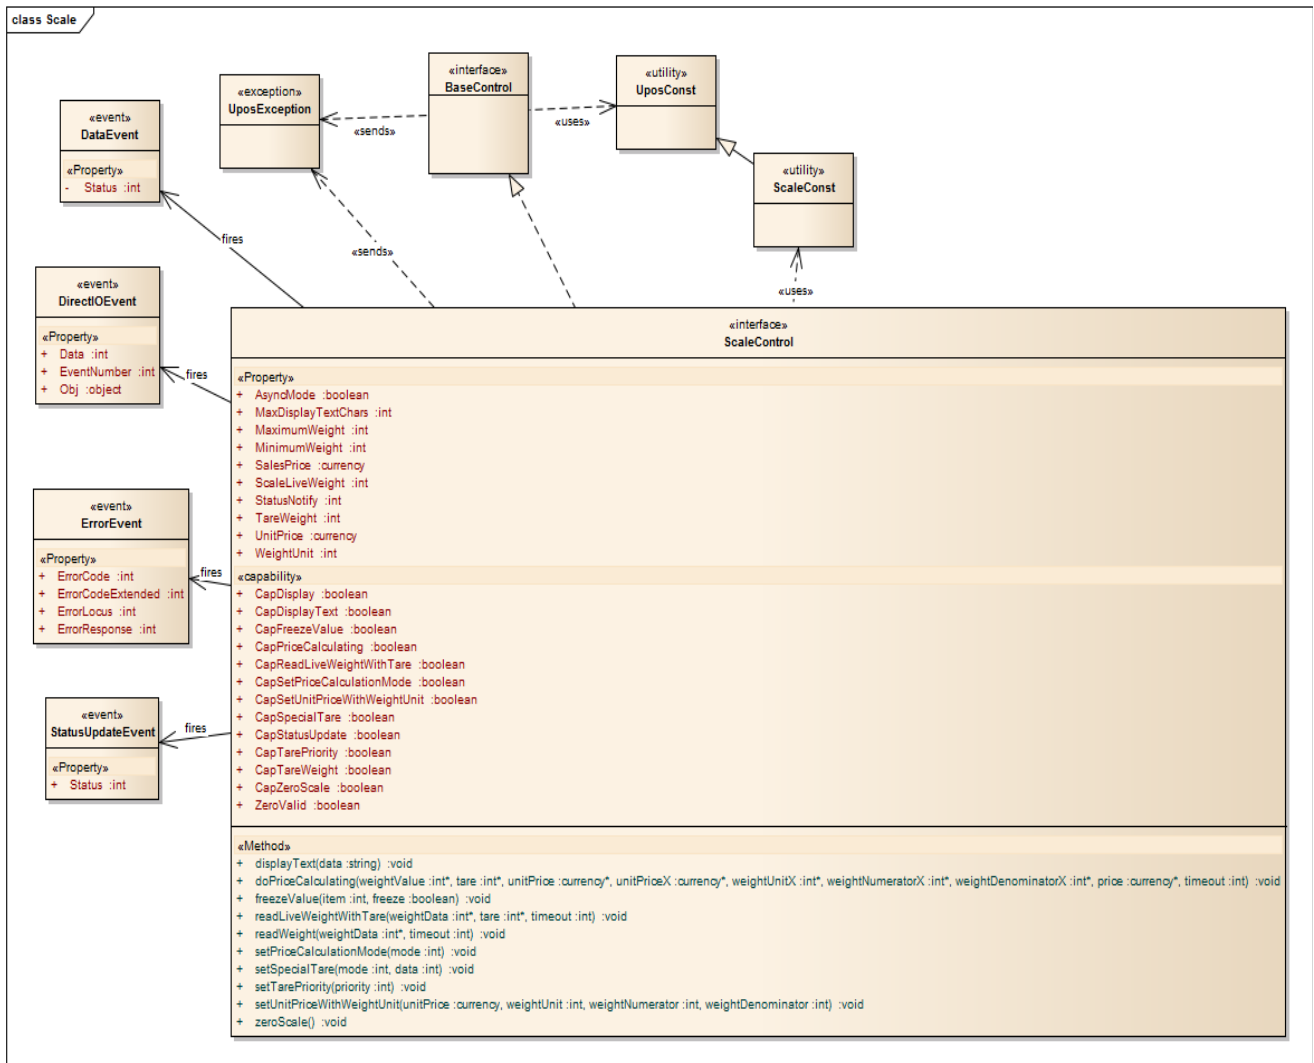 class Scale
«event»
DataEvent
«Property»
- Status :int
«exception»
UposException
«interface»
BaseControl
«utility»
UposConst
«utility»
ScaleConst
«sends»
«uses»
fires
«sends»
«uses»
«event»
DirectIOEvent
«Property»
+ Data :int
+ EventNumber :int
+ Obj :object
fires
«event»
ErrorEvent
«Property»
+ ErrorCode :int
+ ErrorCodeExtended :int
+ ErrorLocus :int
+ ErrorResponse :int
fires
«event»
StatusUpdateEvent
«Property»
+ Status :int
fires
«interface»
ScaleControl
«Property»
+ AsyncMode :boolean
+ MaxDisplayTextChars :int
+ MaximumWeight :int
+ MinimumWeight :int
+ SalesPrice :currency
+ ScaleLiveWeight :int
+ StatusNotify :int
+ TareWeight :int
+ UnitPrice :currency
+ WeightUnit :int
«capability»
+ CapDisplay :boolean
+ CapDisplayText :boolean
+ CapFreezeValue :boolean
+ CapPriceCalculating :boolean
+ CapReadLiveWeightWithTare :boolean
+ CapSetPriceCalculationMode :boolean
+ CapSetUnitPriceWithWeightUnit :boolean
+ CapSpecialTare :boolean
+ CapStatusUpdate :boolean
+ CapTarePriority :boolean
+ CapTareWeight :boolean
+ CapZeroScale :boolean
+ ZeroValid :boolean
«Method»
+ displayText(data :string) :void
+ doPriceCalculating(weightValue :int*, tare :int*, unitPrice :currency*, unitPriceX :currency*, weightUnitX :int*, weightNumeratorX :int*, weightDenominatorX :int*, price :currency*, timeout :int) :void
+ freezeValue(item :int, freeze :boolean) :void
+ readLiveWeightWithTare(weightData :int*, tare :int*, timeout :int) :void
+ readWeight(weightData :int*, timeout :int) :void
+ setPriceCalculationMode(mode :int) :void
+ setSpecialTare(mode :int, data :int) :void
+ setTarePriority(priority :int) :void
+ setUnitPriceWithWeightUnit(unitPrice :currency, weightUnit :int, weightNumerator :int, weightDenominator :int) :void
+ zeroScale() :void